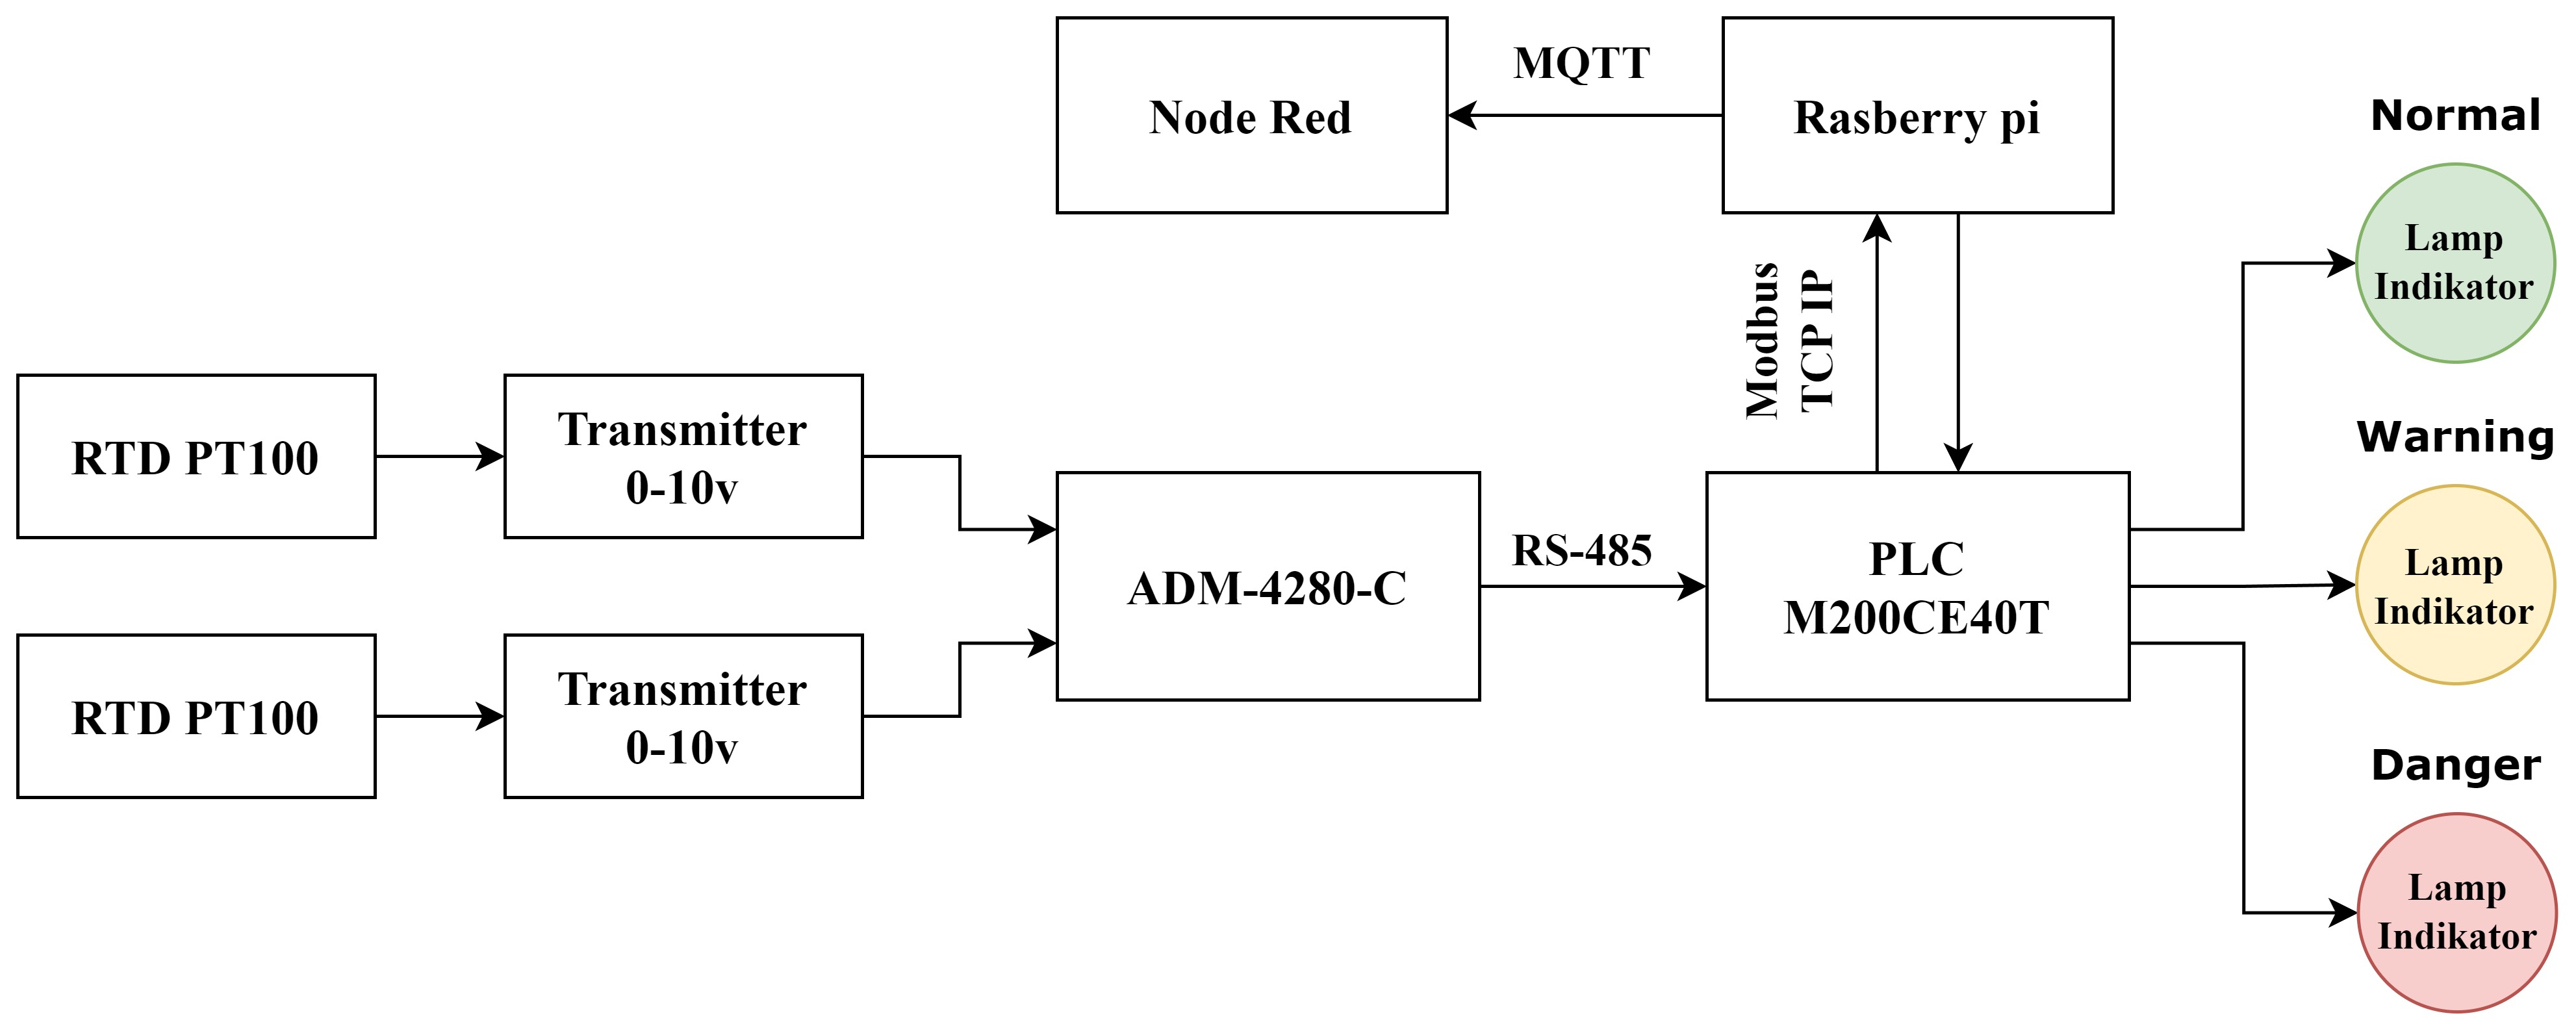 Node Red
MQTT
Rasberry pi
Normal
Lamp
Indikator
Modbus
TCP IP
RTD PT100
Transmitter
0-10v
Warning
Lamp
Indikator
ADM-4280-C
RS-485
PLC
M200CE40T
RTD PT100
Transmitter
0-10v
Danger
Lamp
Indikator